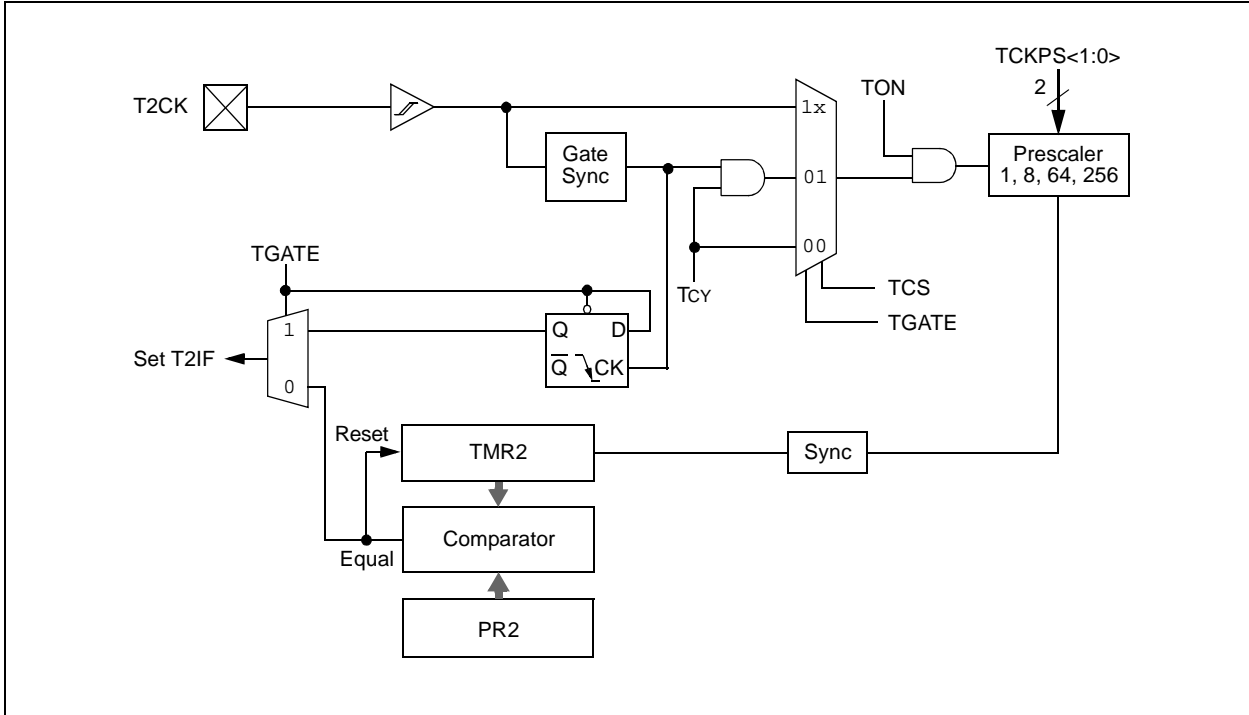 TCKPS<1:0>
2
TON
T2CK
1x
Prescaler
1, 8, 64, 256
Gate
Sync
01
00
TGATE
TCY
TCS
TGATE
1
Q
D
Set T2IF
Q
CK
0
Reset
TMR2
Sync
Comparator
Equal
PR2